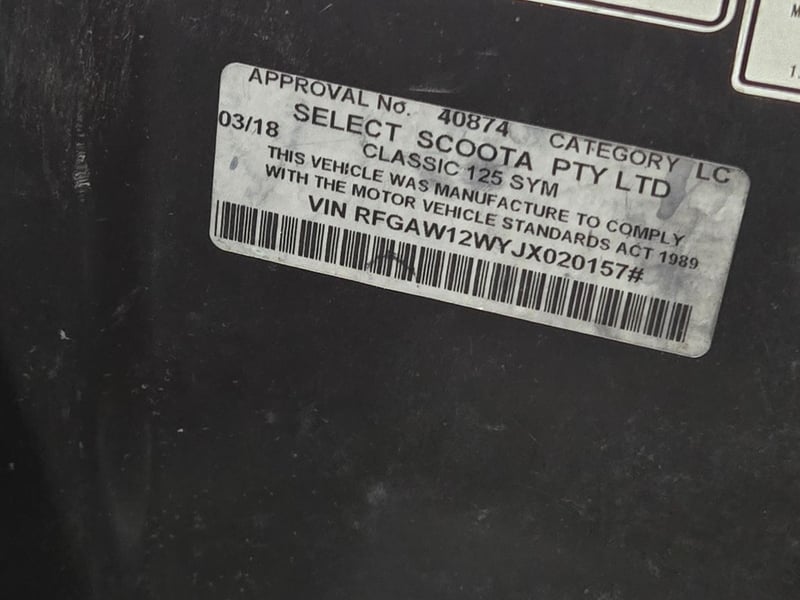 APPROVAL No. 40874 CATEGORY LC
03/18 SELECT SCOOTA PTY LTD
CLASSIC 125 SYM
THIS VEHICLE WAS MANUFACTURE TO COMPLY
WITH THE MOTOR VEHICLE STANDARDS ACT 1989
VIN RFGAW12WYJX020157#